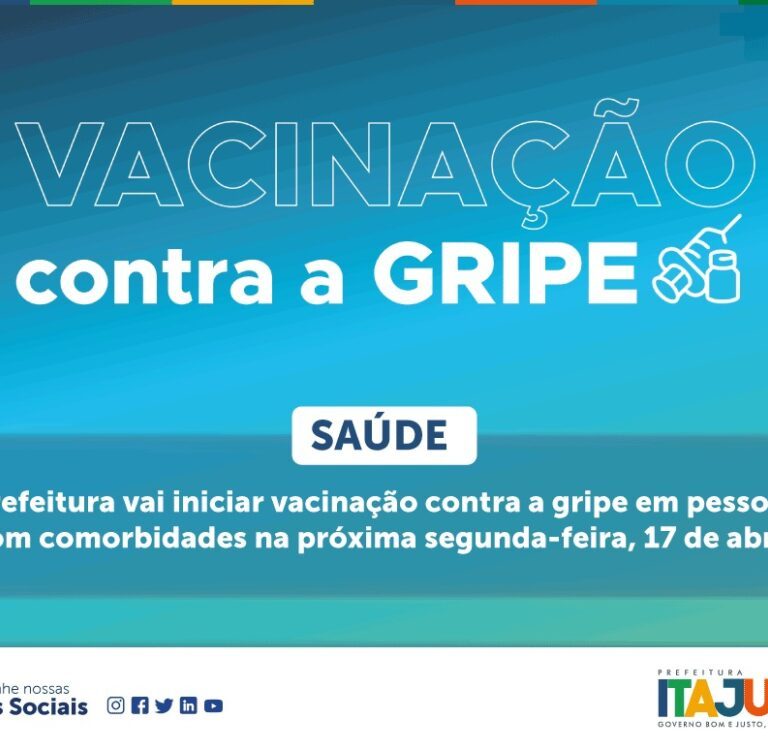 VACINAÇÃO
contra a GRIPE
SAÚDE
refeitura vai iniciar vacinação contra a gripe em pesso
om comorbidades na próxima segunda-feira, 17 de abr
he nossas
s Sociais
PREFEITURA
ITAJU
GOVERNO BOM E JUSTO,